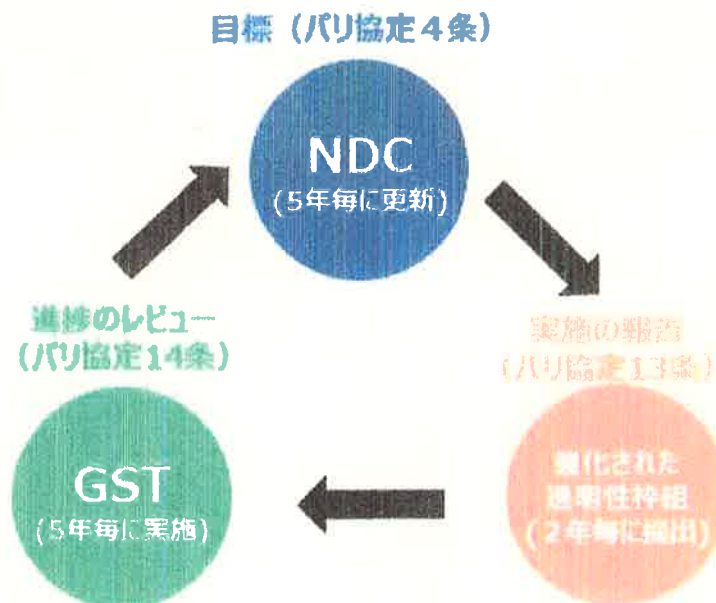 目標（パリ協定４条）
NDC
(5年毎に更新)
進捗のレビュー
（パリ協定14条）
実施の報告
（パリ協定13条）
GST
(5年毎に実施)
強化された
透明性枠組
(２年毎に提出)